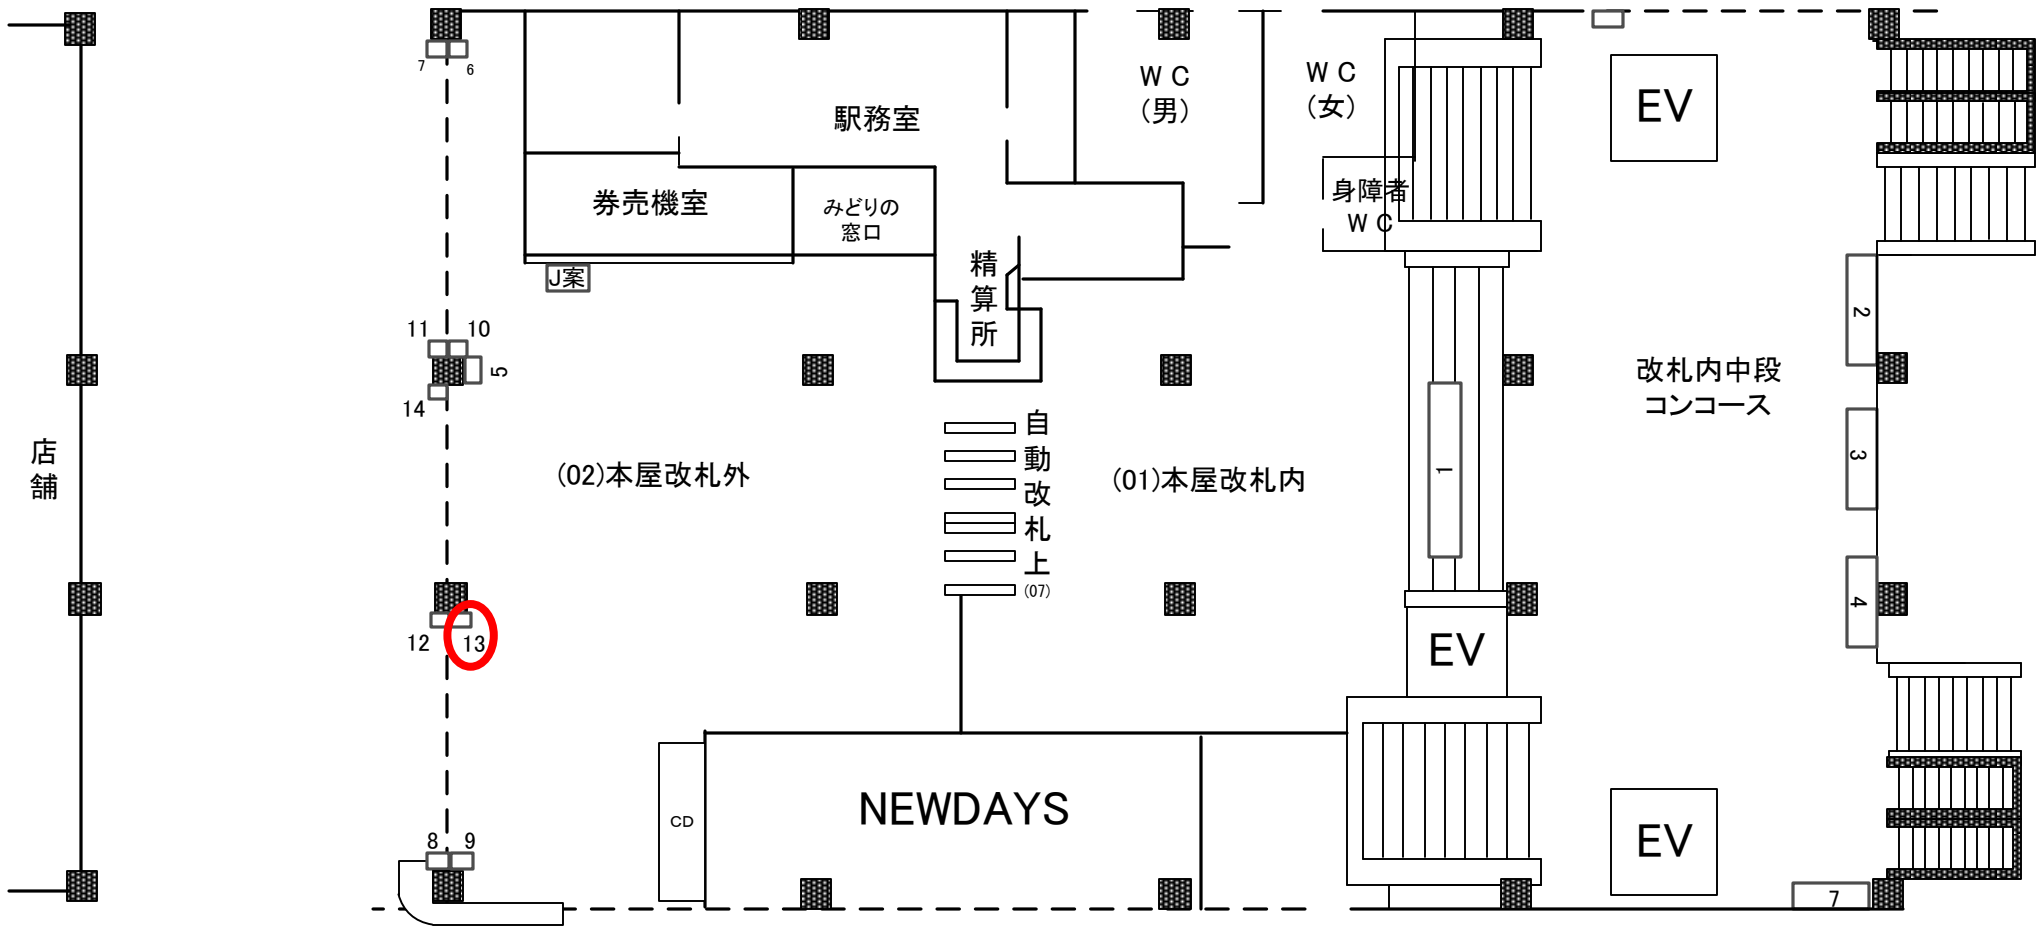 7
6
駅務室
W C
(男)
W C
(女)
EV
券売機室
みどりの
窓口
身障者
W C
J案
精算所
11
10
5
14
2
改札内中段
コンコース
店舗
(02)本屋改札外
自動改札上
(07)
(01)本屋改札内
1
3
4
12
13
EV
8
9
CD
NEWDAYS
EV
7